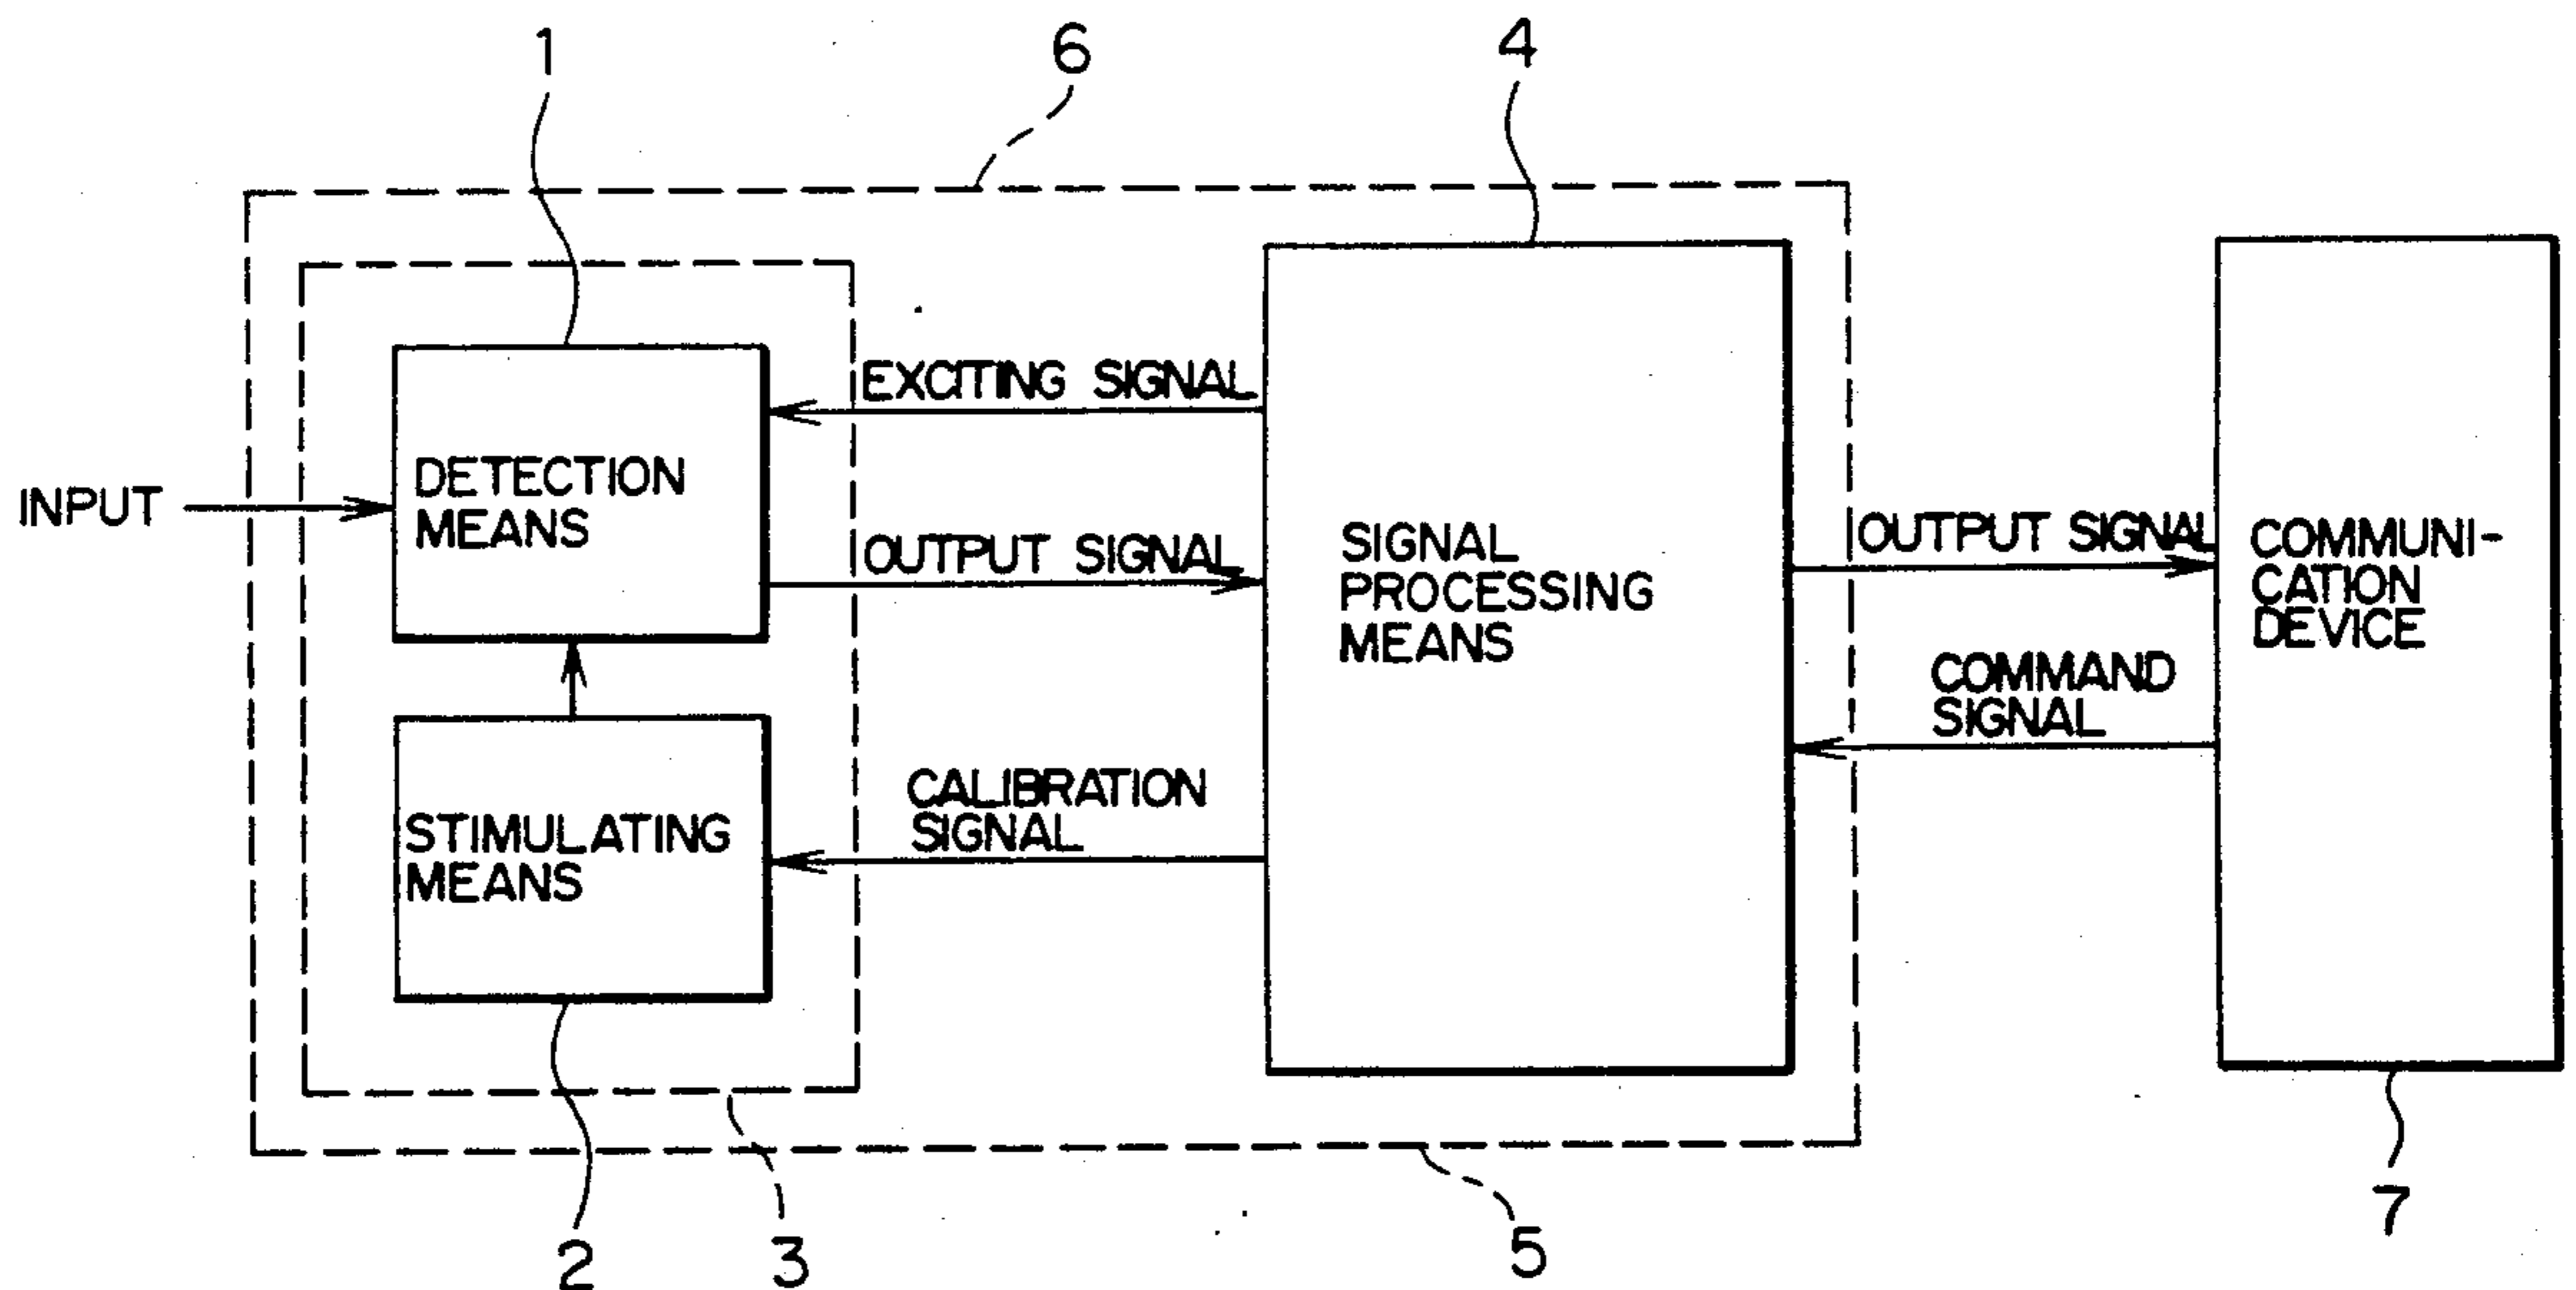 1
6
4
EXCITING SIGNAL
INPUT
DETECTION
MEANS
OUTPUT SIGNAL
SIGNAL
PROCESSING
MEANS
OUTPUT SIGNAL
COMMUNI-
CATION
DEVICE
COMMAND
SIGNAL
CALIBRATION
SIGNAL
STIMULATING
MEANS
2
3
5
7